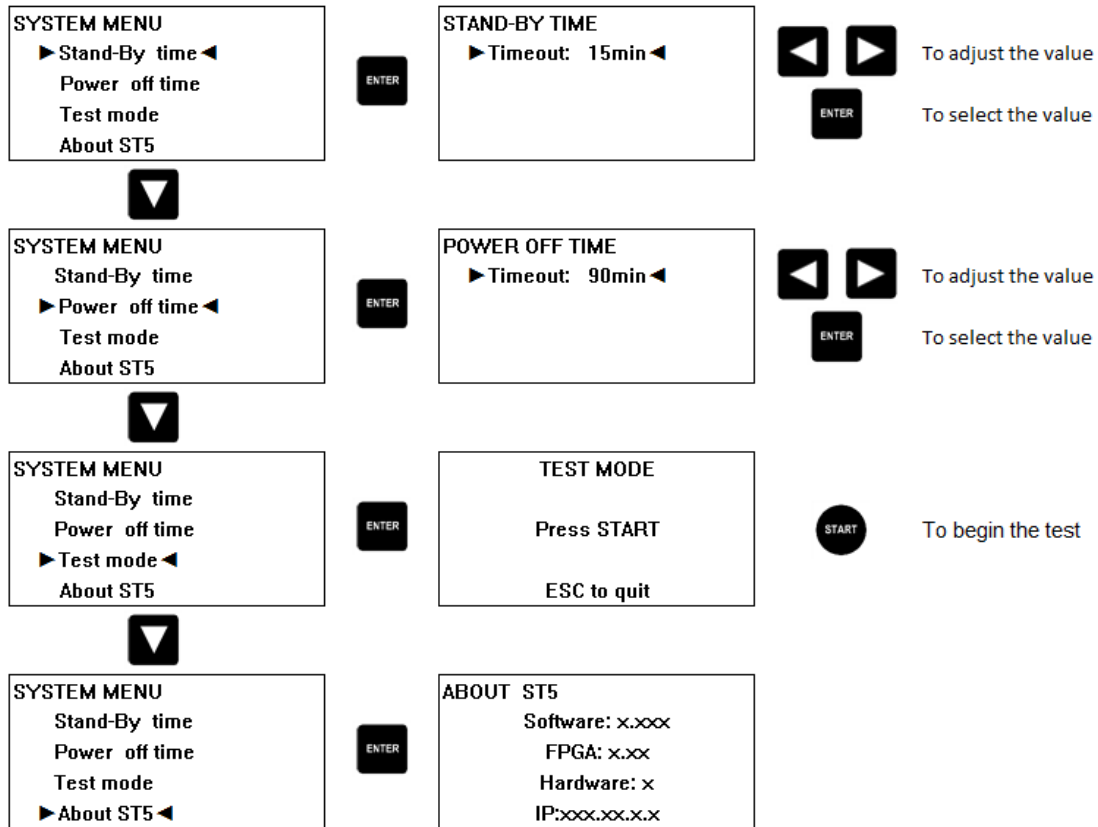 SYSTEM MENU
►Stand-By time◄
Power off time
Test mode
About ST5
ENTER
STAND-BY TIME
►Timeout: 15min◄
To adjust the value
ENTER
To select the value
SYSTEM MENU
Stand-By time
►Power off time◄
Test mode
About ST5
ENTER
POWER OFF TIME
►Timeout: 90min◄
To adjust the value
ENTER
To select the value
SYSTEM MENU
Stand-By time
Power off time
►Test mode◄
About ST5
ENTER
TEST MODE
Press START
ESC to quit
START
To begin the test
SYSTEM MENU
Stand-By time
Power off time
Test mode
►About ST5◄
ENTER
ABOUT ST5
Software: x.xxx
FPGA: x.xx
Hardware: x
IP:xxx.xx.x.x